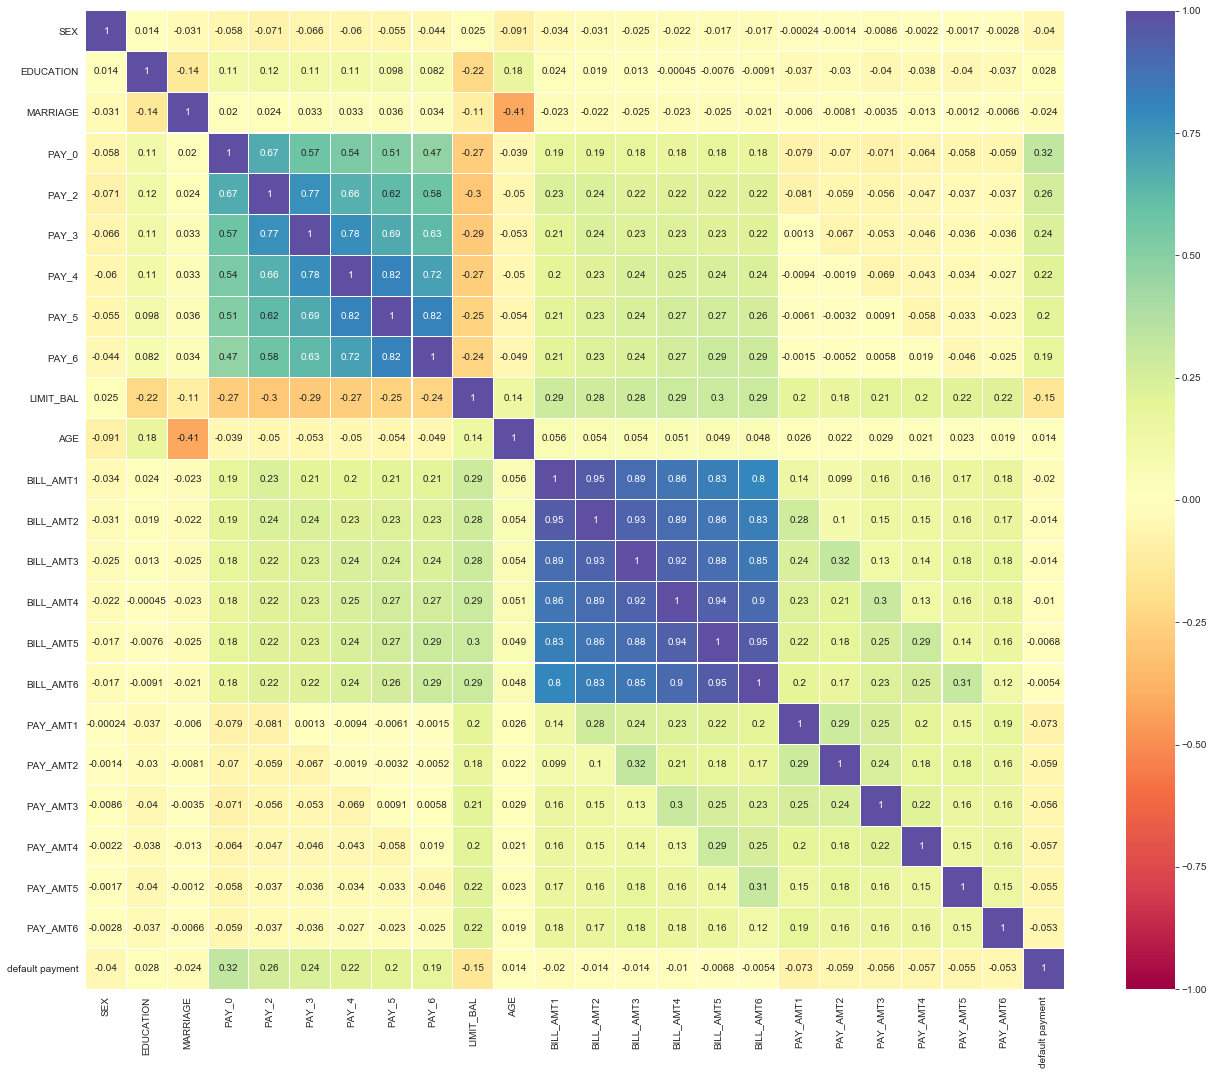 SEX 1 0.014 -0.031 -0.058 -0.071 -0.066 -0.06 -0.055 -0.044 0.025 -0.091 -0.034 -0.031 -0.025 -0.022 -0.017 -0.017 -0.00024 -0.0014 -0.0086 -0.0022 -0.0017 -0.0028 -0.04
EDUCATION 0.014 1 -0.14 0.11 0.12 0.11 0.11 0.098 0.082 -0.22 0.18 0.024 0.019 0.013 -0.00045 -0.0076 -0.0091 -0.037 -0.03 -0.04 -0.038 -0.04 -0.037 0.028
MARRIAGE -0.031 -0.14 1 0.02 0.024 0.033 0.033 0.036 0.034 -0.11 -0.41 -0.023 -0.022 -0.025 -0.023 -0.025 -0.021 -0.006 -0.0081 -0.0035 -0.013 -0.0012 -0.0066 -0.024
PAY_0 -0.058 0.11 0.02 1 0.67 0.57 0.54 0.51 0.47 -0.27 -0.039 0.19 0.19 0.18 0.18 0.18 0.18 -0.079 -0.07 -0.071 -0.064 -0.058 -0.059 0.32
PAY_2 -0.071 0.12 0.024 0.67 1 0.77 0.66 0.62 0.58 -0.3 -0.05 0.23 0.24 0.22 0.22 0.22 0.22 -0.081 -0.059 -0.056 -0.047 -0.037 -0.037 0.26
PAY_3 -0.066 0.11 0.033 0.57 0.77 1 0.78 0.69 0.63 -0.29 -0.053 0.21 0.24 0.23 0.23 0.23 0.22 0.0013 -0.067 -0.053 -0.046 -0.036 -0.036 0.24
PAY_4 -0.06 0.11 0.033 0.54 0.66 0.78 1 0.82 0.72 -0.27 -0.05 0.2 0.23 0.24 0.25 0.24 0.24 -0.0094 -0.0019 -0.069 -0.043 -0.034 -0.027 0.22
PAY_5 -0.055 0.098 0.036 0.51 0.62 0.69 0.82 1 0.82 -0.25 -0.054 0.21 0.23 0.24 0.27 0.27 0.26 -0.0061 -0.0032 0.0091 -0.058 -0.033 -0.023 0.2
PAY_6 -0.044 0.082 0.034 0.47 0.58 0.63 0.72 0.82 1 -0.24 -0.049 0.21 0.23 0.24 0.27 0.29 0.29 -0.0015 -0.0052 0.0058 0.019 -0.046 -0.025 0.19
LIMIT_BAL 0.025 -0.22 -0.11 -0.27 -0.3 -0.29 -0.27 -0.25 -0.24 1 0.14 0.29 0.28 0.28 0.29 0.3 0.29 0.2 0.18 0.21 0.2 0.22 0.22 -0.15
AGE -0.091 0.18 -0.41 -0.039 -0.05 -0.053 -0.05 -0.054 -0.049 0.14 1 0.056 0.054 0.054 0.051 0.049 0.048 0.026 0.022 0.029 0.021 0.023 0.019 0.014
BILL_AMT1 -0.034 0.024 -0.023 0.19 0.23 0.21 0.2 0.21 0.21 0.29 0.056 1 0.95 0.89 0.86 0.83 0.8 0.14 0.099 0.16 0.16 0.17 0.18 -0.02
BILL_AMT2 -0.031 0.019 -0.022 0.19 0.24 0.24 0.23 0.23 0.23 0.28 0.054 0.95 1 0.93 0.89 0.86 0.83 0.28 0.1 0.15 0.15 0.16 0.17 -0.014
BILL_AMT3 -0.025 0.013 -0.025 0.18 0.22 0.23 0.24 0.24 0.24 0.28 0.054 0.89 0.93 1 0.92 0.88 0.85 0.24 0.32 0.13 0.14 0.18 0.18 -0.014
BILL_AMT4 -0.022 -0.00045 -0.023 0.18 0.22 0.23 0.25 0.27 0.27 0.29 0.051 0.86 0.89 0.92 1 0.94 0.9 0.23 0.21 0.3 0.13 0.16 0.18 -0.01
BILL_AMT5 -0.017 -0.0076 -0.025 0.18 0.22 0.23 0.24 0.27 0.29 0.3 0.049 0.83 0.86 0.88 0.94 1 0.95 0.22 0.18 0.25 0.29 0.14 0.16 -0.0068
BILL_AMT6 -0.017 -0.0091 -0.021 0.18 0.22 0.22 0.24 0.26 0.29 0.29 0.048 0.8 0.83 0.85 0.9 0.95 1 0.2 0.17 0.23 0.25 0.31 0.12 -0.0054
PAY_AMT1 -0.00024 -0.037 -0.006 -0.079 -0.081 0.0013 -0.0094 -0.0061 -0.0015 0.2 0.026 0.14 0.28 0.24 0.23 0.22 0.2 1 0.29 0.25 0.2 0.15 0.19 -0.073
PAY_AMT2 -0.0014 -0.03 -0.0081 -0.07 -0.059 -0.067 -0.0019 -0.0032 -0.0052 0.18 0.022 0.099 0.1 0.32 0.21 0.18 0.17 0.29 1 0.24 0.18 0.18 0.16 -0.059
PAY_AMT3 -0.0086 -0.04 -0.0035 -0.071 -0.056 -0.053 -0.069 0.0091 0.0058 0.21 0.029 0.16 0.15 0.13 0.3 0.25 0.23 0.25 0.24 1 0.22 0.16 0.16 -0.056
PAY_AMT4 -0.0022 -0.038 -0.013 -0.064 -0.047 -0.046 -0.043 -0.058 0.019 0.2 0.021 0.16 0.15 0.14 0.13 0.29 0.25 0.2 0.18 0.22 1 0.15 0.16 -0.057
PAY_AMT5 -0.0017 -0.04 -0.0012 -0.058 -0.037 -0.036 -0.034 -0.033 -0.046 0.22 0.023 0.17 0.16 0.18 0.16 0.14 0.31 0.15 0.18 0.16 0.15 1 0.15 -0.055
PAY_AMT6 -0.0028 -0.037 -0.0066 -0.059 -0.037 -0.036 -0.027 -0.023 -0.025 0.22 0.019 0.18 0.17 0.18 0.18 0.16 0.12 0.19 0.16 0.16 0.16 0.15 1 -0.053
default payment -0.04 0.028 -0.024 0.32 0.26 0.24 0.22 0.2 0.19 -0.15 0.014 -0.02 -0.014 -0.014 -0.01 -0.0068 -0.0054 -0.073 -0.059 -0.056 -0.057 -0.055 -0.053 1
SEX EDUCATION MARRIAGE PAY_0 PAY_2 PAY_3 PAY_4 PAY_5 PAY_6 LIMIT_BAL AGE BILL_AMT1 BILL_AMT2 BILL_AMT3 BILL_AMT4 BILL_AMT5 BILL_AMT6 PAY_AMT1 PAY_AMT2 PAY_AMT3 PAY_AMT4 PAY_AMT5 PAY_AMT6 default payment
1.00
0.75
0.50
0.25
0.00
-0.25
-0.50
-0.75
-1.00